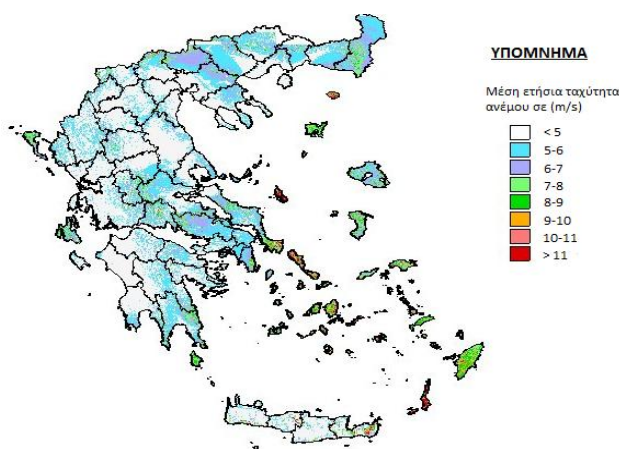 ΥΠΟΜΝΗΜΑ
Μέση ετήσια ταχύτητα
ανέμου σε (m/s)
< 5
5-6
6-7
7-8
8-9
9-10
10-11
> 11